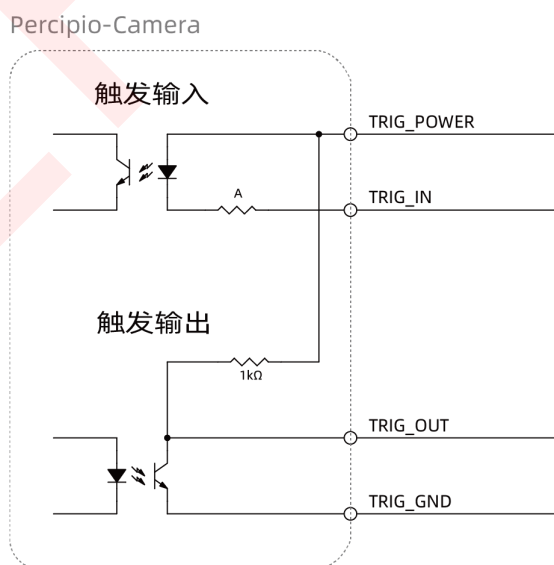 Percipio-Camera
触发输入
TRIG_POWER
A
TRIG_IN
触发输出
1kΩ
TRIG_OUT
TRIG_GND